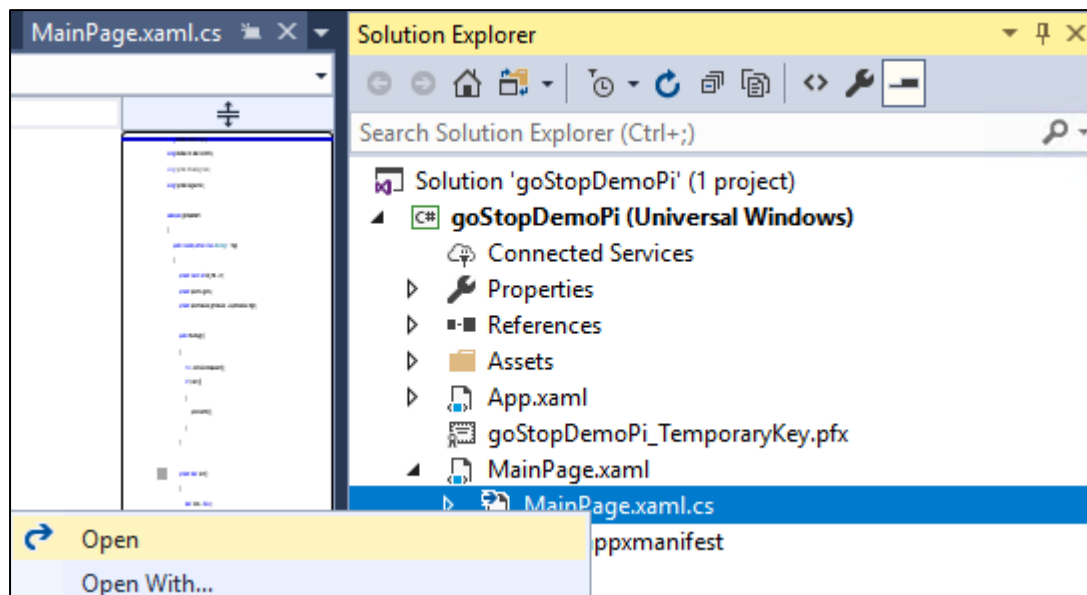 MainPage.xaml.cs
Solution Explorer
Search Solution Explorer (Ctrl+;)
Solution 'goStopDemoPi' (1 project)
C# goStopDemoPi (Universal Windows)
Connected Services
Properties
References
Assets
App.xaml
goStopDemoPi_TemporaryKey.pfx
MainPage.xaml
MainPage.xaml.cs
ppxmanifest
Open
Open With...